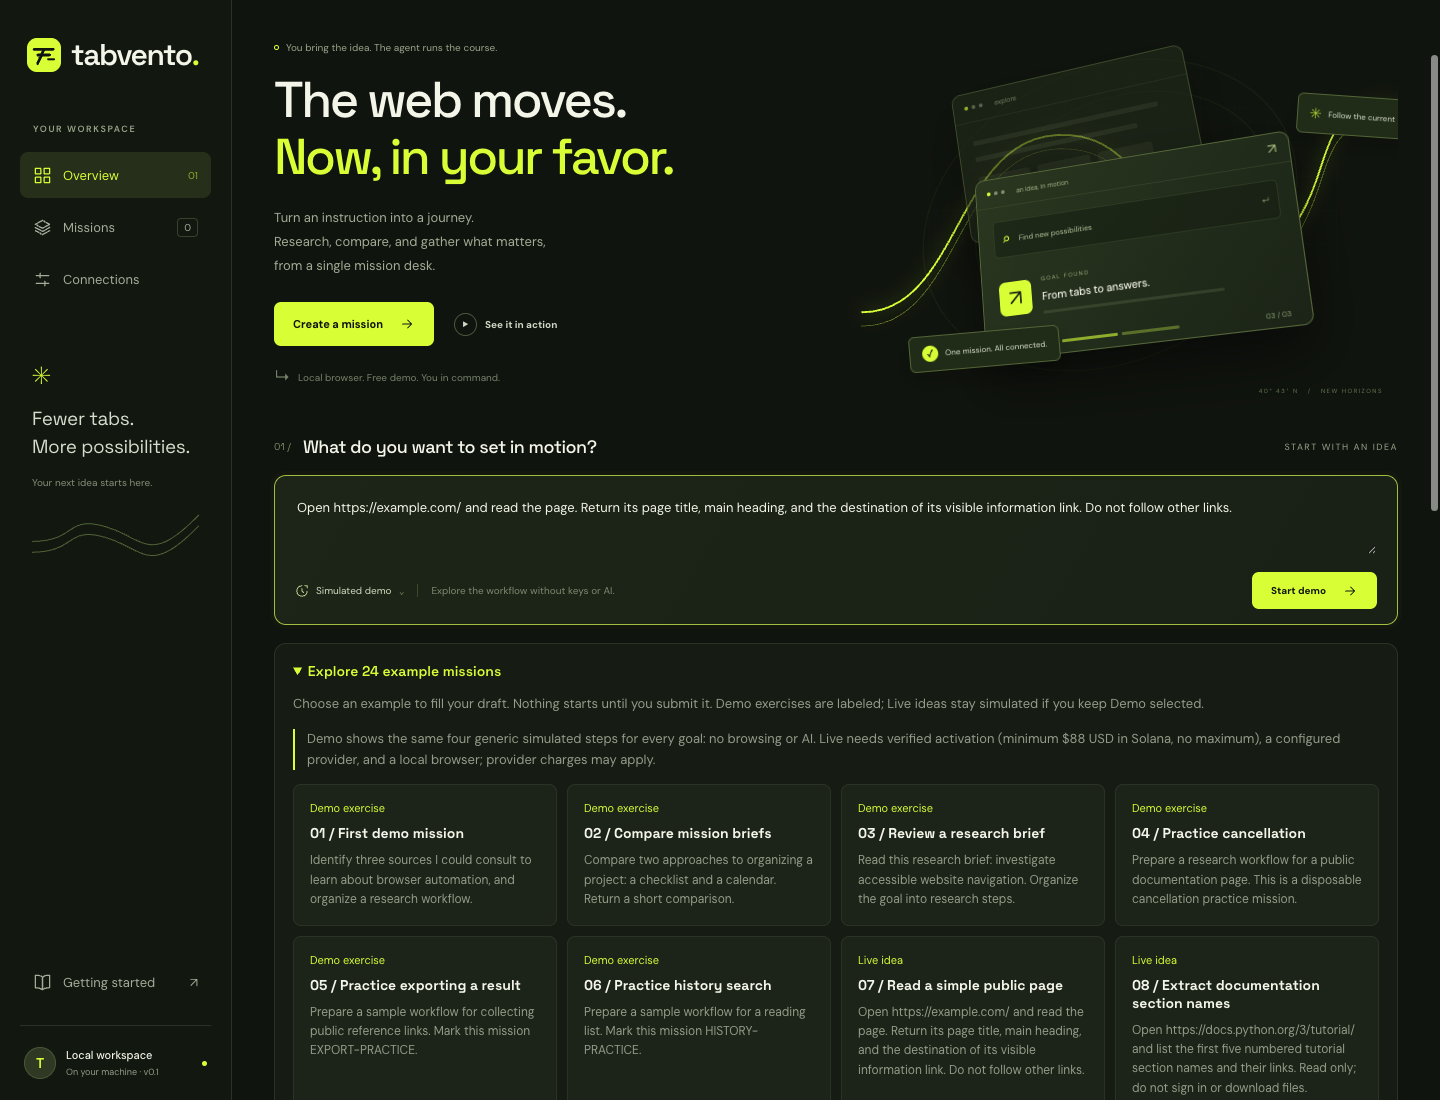 tabvento.
YOUR WORKSPACE
Overview 01
Missions 0
Connections
Fewer tabs.
More possibilities.
Your next idea starts here.
Getting started
T
Local workspace
On your machine · v0.1
You bring the idea. The agent runs the course.
The web moves.
Now, in your favor.
Turn an instruction into a journey.
Research, compare, and gather what matters,
from a single mission desk.
Create a mission
See it in action
Local browser. Free demo. You in command.
explore
Follow the current
an idea, in motion
Find new possibilities
GOAL FOUND
From tabs to answers.
03 / 03
One mission. All connected.
40° 43' N / NEW HORIZONS
01 / What do you want to set in motion?
START WITH AN IDEA
Open https://example.com/ and read the page. Return its page title, main heading, and the destination of its visible information link. Do not follow other links.
Simulated demo
Explore the workflow without keys or AI.
Start demo
Explore 24 example missions
Choose an example to fill your draft. Nothing starts until you submit it. Demo exercises are labeled; Live ideas stay simulated if you keep Demo selected.
Demo shows the same four generic simulated steps for every goal: no browsing or AI. Live needs verified activation (minimum $88 USD in Solana, no maximum), a configured
provider, and a local browser; provider charges may apply.
Demo exercise
01 / First demo mission
Identify three sources I could consult to
learn about browser automation, and
organize a research workflow.
Demo exercise
02 / Compare mission briefs
Compare two approaches to organizing a
project: a checklist and a calendar.
Return a short comparison.
Demo exercise
03 / Review a research brief
Read this research brief: investigate
accessible website navigation. Organize
the goal into research steps.
Demo exercise
04 / Practice cancellation
Prepare a research workflow for a public
documentation page. This is a disposable
cancellation practice mission.
Demo exercise
05 / Practice exporting a result
Prepare a sample workflow for collecting
public reference links. Mark this mission
EXPORT-PRACTICE.
Demo exercise
06 / Practice history search
Prepare a sample workflow for a reading
list. Mark this mission HISTORY-
PRACTICE.
Live idea
07 / Read a simple public page
Open https://example.com/ and read the
page. Return its page title, main heading,
and the destination of its visible
information link. Do not follow other links.
Live idea
08 / Extract documentation
section names
Open https://docs.python.org/3/tutorial/
and list the first five numbered tutorial
section names and their links. Read only;
do not sign in or download files.